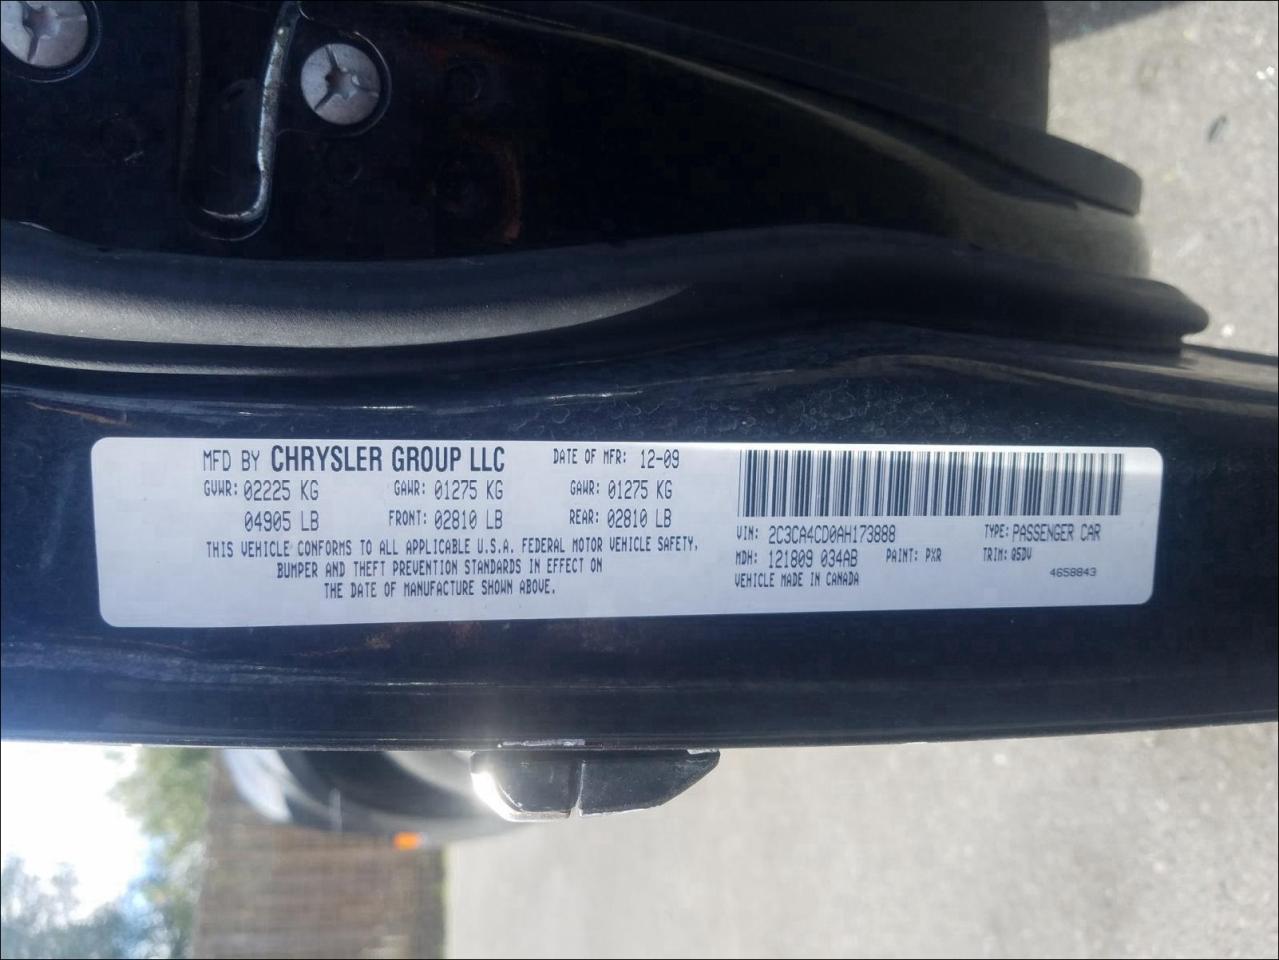 MFD BY CHRYSLER GROUP LLC DATE OF MFR: 12-09
GVWR: 02225 KG GAWR: 01275 KG GAWR: 01275 KG
04905 LB FRONT: 02810 LB REAR: 02810 LB
THIS VEHICLE CONFORMS TO ALL APPLICABLE U.S.A. FEDERAL MOTOR VEHICLE SAFETY,
BUMPER AND THEFT PREVENTION STANDARDS IN EFFECT ON
THE DATE OF MANUFACTURE SHOWN ABOVE.
VIN: 2C3CA4CD0AH173888 TYPE: PASSENGER CAR
MDH: 121809 034AB PAINT: PXR TRIM: Q5DV
VEHICLE MADE IN CANADA 4658843